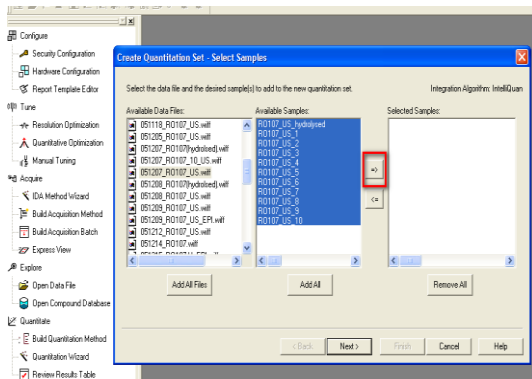 Configure
Security Configuration
Hardware Configuration
Report Template Editor
Tune
Resolution Optimization
Quantitative Optimization
Manual Tuning
Acquire
IDA Method Wizard
Build Acquisition Method
Build Acquisition Batch
Express View
Explore
Open Data File
Open Compound Database
Quantitate
Build Quantitation Method
Quantitation Wizard
Review Results Table
Create Quantitation Set - Select Samples
Select the data file and the desired sample(s) to add to the new quantitation set.
Integration Algorithm: IntelliQuan
Available Data Files:
051118_RO107_US.wiff
051205_RO107_US.wiff
051207_RO107(hydrolsed).wiff
051207_RO107_10_US.wiff
051207_RO107_US.wiff
051208_RO107(hydrolsed).wiff
051208_RO107_US.wiff
051209_RO107_US.wiff
051209_RO107_US_EPI.wiff
051212_RO107_US.wiff
051214_RO107.wiff
Add All Files
Available Samples:
RO107_US_hydrolysed
RO107_US_1
RO107_US_2
RO107_US_3
RO107_US_4
RO107_US_5
RO107_US_6
RO107_US_7
RO107_US_8
RO107_US_9
RO107_US_10
Add All
=>
<=
Selected Samples:
Remove All
< Back
Next >
Finish
Cancel
Help